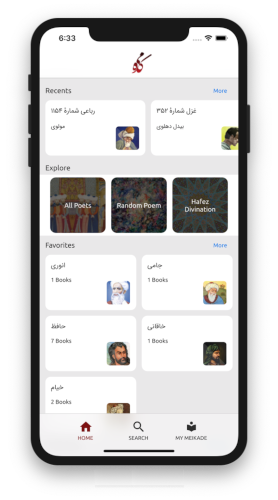 6:33
Recents
More
رباعی شمارهٔ ۱۱۵۴
مولوی
غزل شمارهٔ ۳۵۲
بیدل دهلوی
Explore
All Poets
Random Poem
Hafez
Divination
Favorites
More
انوری
1 Books
جامی
1 Books
حافظ
7 Books
خاقانی
1 Books
خیام
2 Books
HOME
SEARCH
MY MEIKADE